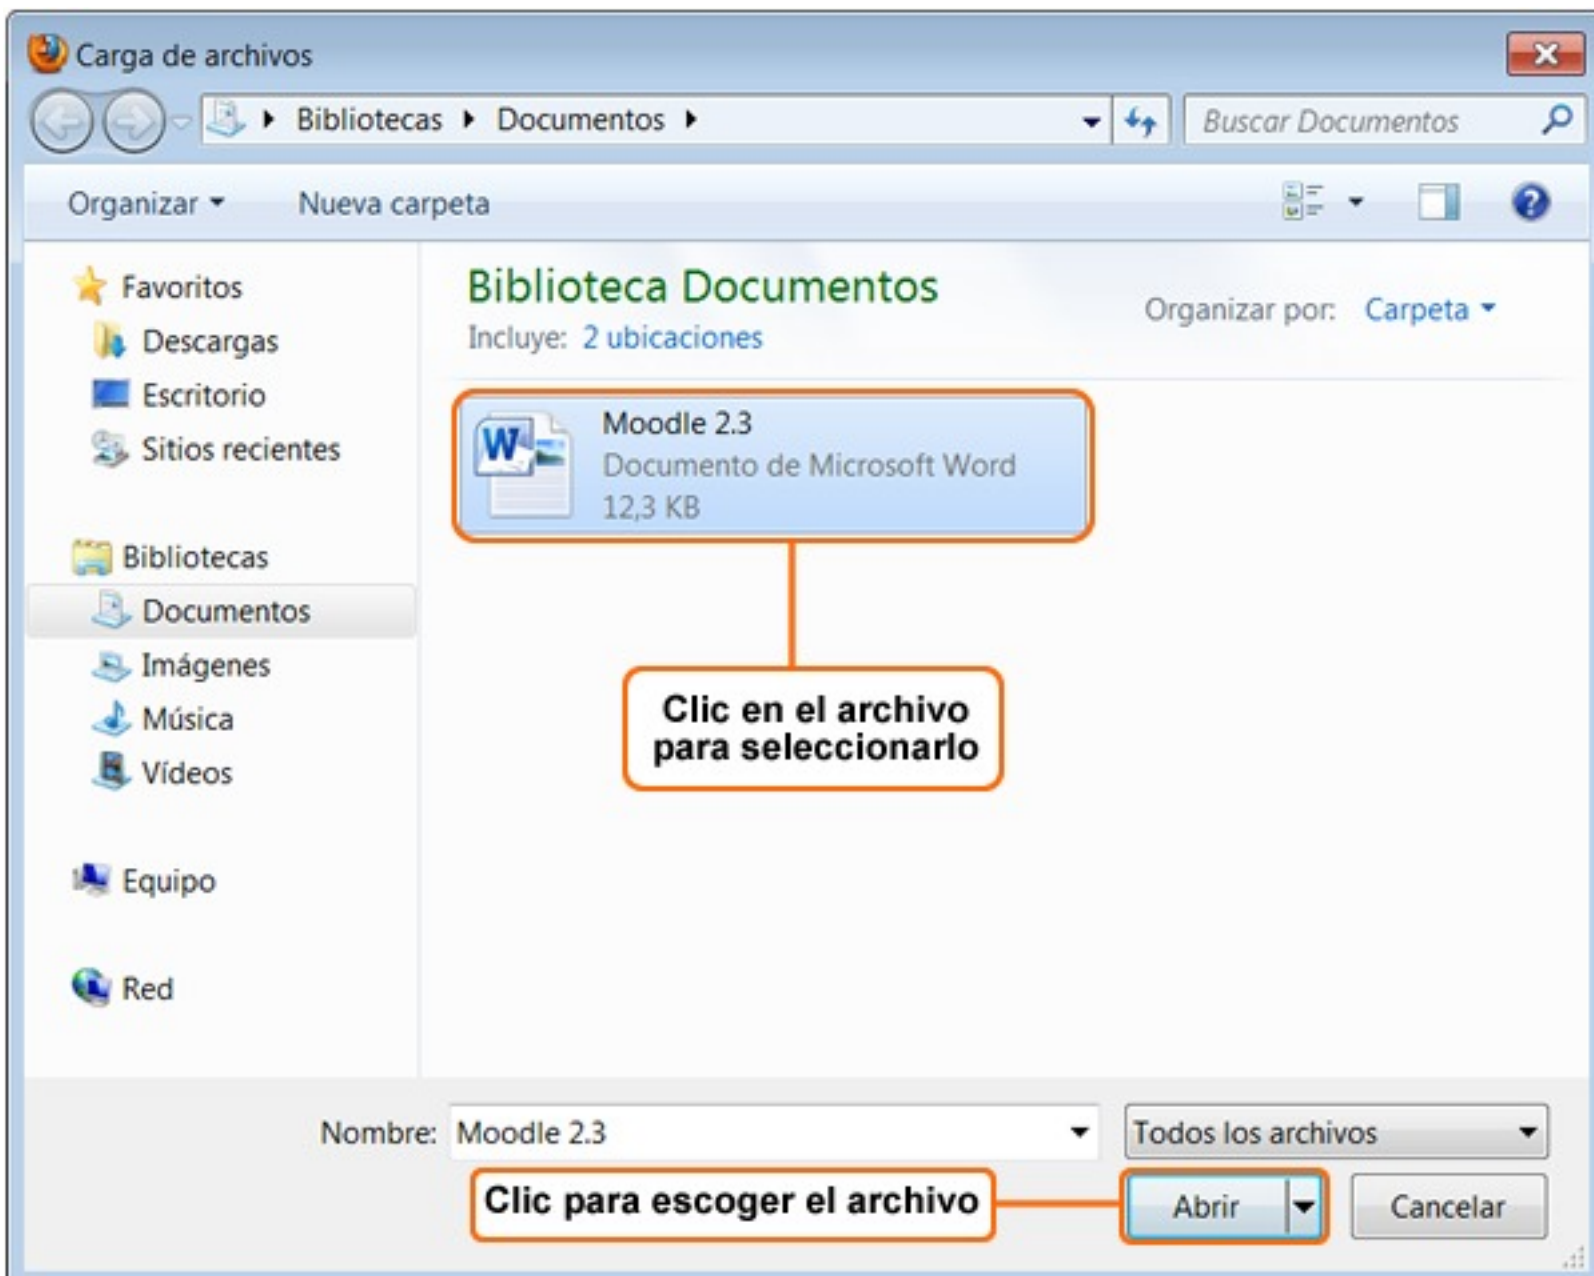 Carga de archivos
Bibliotecas Documentos
Buscar Documentos
Organizar Nueva carpeta
Favoritos
Descargas
Escritorio
Sitios recientes
Bibliotecas
Documentos
Imágenes
Música
Vídeos
Equipo
Red
Biblioteca Documentos
Incluye: 2 ubicaciones
Organizar por: Carpeta
Moodle 2.3
Documento de Microsoft Word
12,3 KB
Clic en el archivo
para seleccionarlo
Nombre: Moodle 2.3
Todos los archivos
Clic para escoger el archivo
Abrir
Cancelar